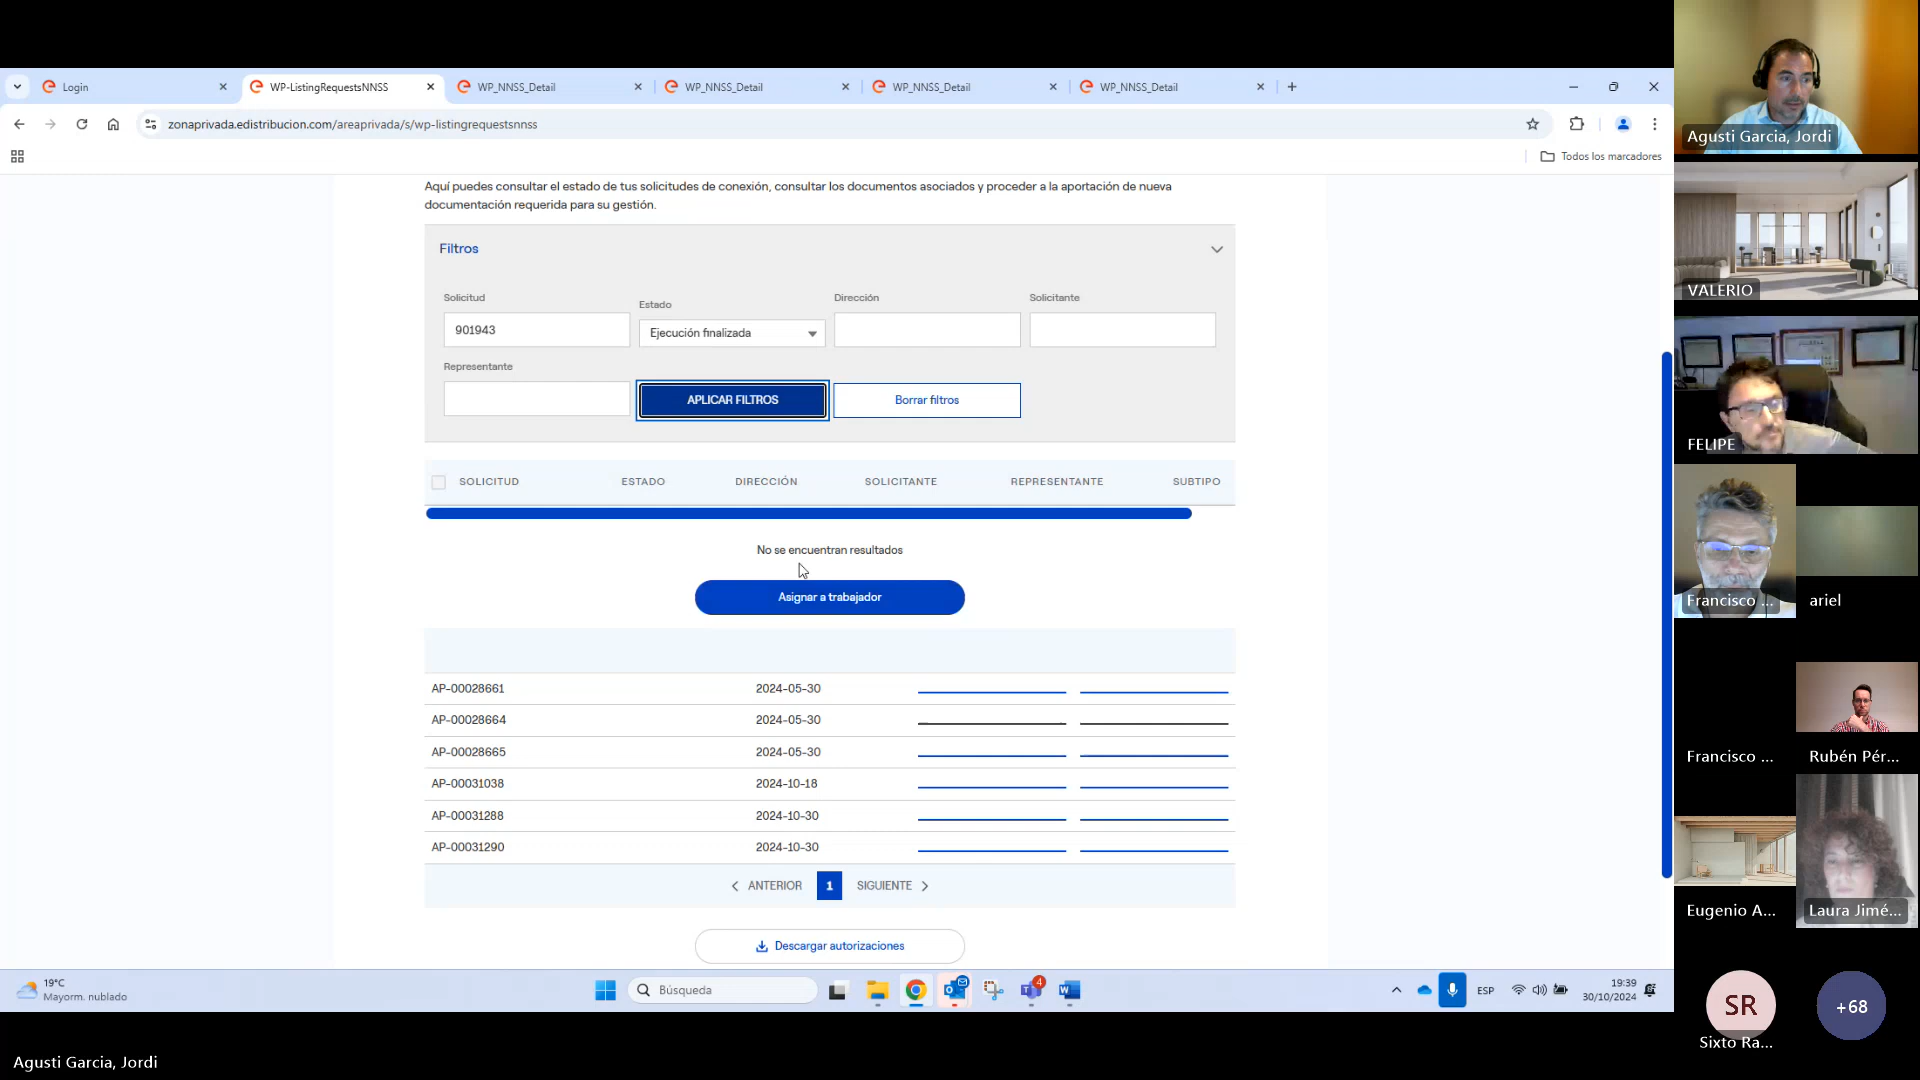 Login
WP-ListingRequestsNNSS
WP_NNSS_Detail
WP_NNSS_Detail
WP_NNSS_Detail
WP_NNSS_Detail
zonaprivada.edistribucion.com/areaprivada/s/wp-listingrequestsnnss
Todos los marcadores
Aquí puedes consultar el estado de tus solicitudes de conexión, consultar los documentos asociados y proceder a la aportación de nueva
documentación requerida para su gestión.
Filtros
Solicitud
Estado
Dirección
Solicitante
901943
Ejecución finalizada
Representante
APLICAR FILTROS
Borrar filtros
SOLICITUD
ESTADO
DIRECCIÓN
SOLICITANTE
REPRESENTANTE
SUBTIPO
No se encuentran resultados
Asignar a trabajador
AP-00028661 2024-05-30
AP-00028664 2024-05-30
AP-00028665 2024-05-30
AP-00031038 2024-10-18
AP-00031288 2024-10-30
AP-00031290 2024-10-30
ANTERIOR 1 SIGUIENTE
Descargar autorizaciones
19°C
Mayorm. nublado
Búsqueda
4
ESP
19:39
30/10/2024
Agusti Garcia, Jordi
Agusti Garcia, Jordi
VALERIO
FELIPE
Francisco ...
ariel
Francisco ...
Rubén Pér...
Eugenio A...
Laura Jimé...
SR
+68
Sixto Ra...